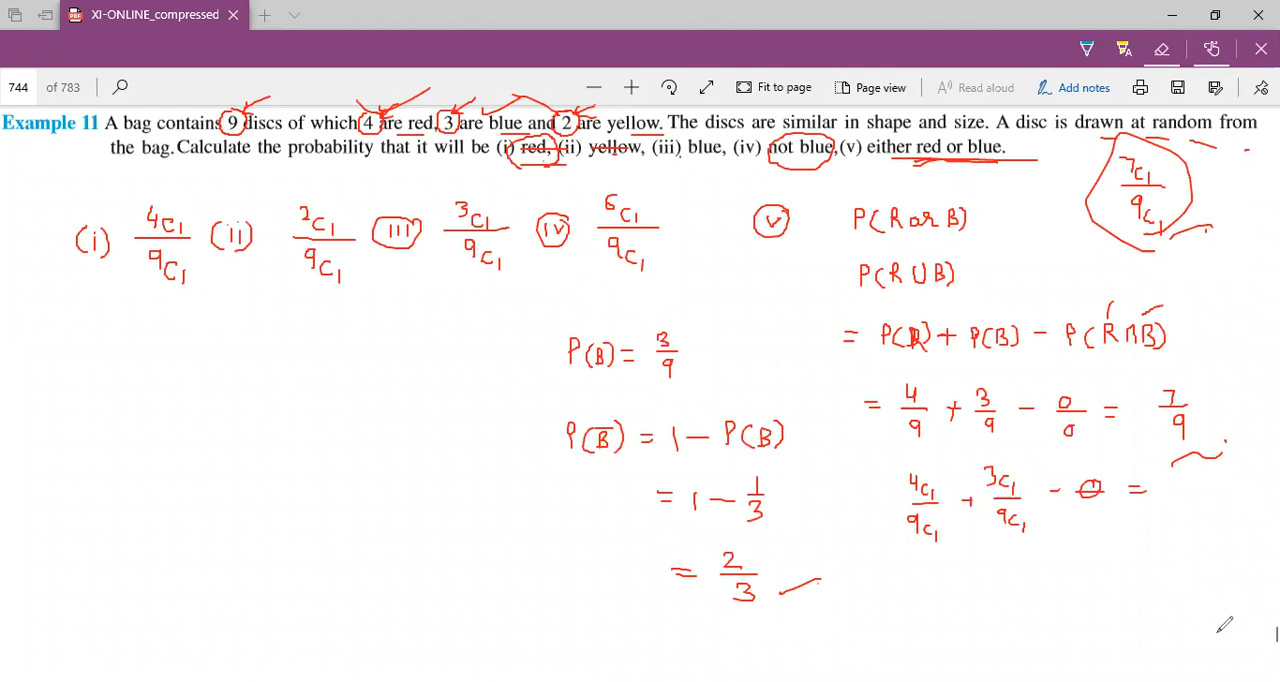 XI-ONLINE_compressed
744 of 783
Fit to page
Page view
Read aloud
Add notes
Example 11 A bag contains 9 discs of which 4 are red, 3 are blue and 2 are yellow. The discs are similar in shape and size. A disc is drawn at random from
the bag. Calculate the probability that it will be (i) red, (ii) yellow, (iii) blue, (iv) not blue, (v) either red or blue.
7C1/9C1
(i) 4C1/9C1 (ii) 2C1/9C1 (iii) 3C1/9C1 (iv) 6C1/9C1 (v) P(R or B)
P(R ∪ B)
= P(R) + P(B) - P(R ∩ B)
P(B) = 3/9
= 4/9 + 3/9 - 0/0 = 7/9
P(B̅) = 1 - P(B)
= 1 - 1/3
4C1/9C1 + 3C1/9C1 - 0 =
= 2/3